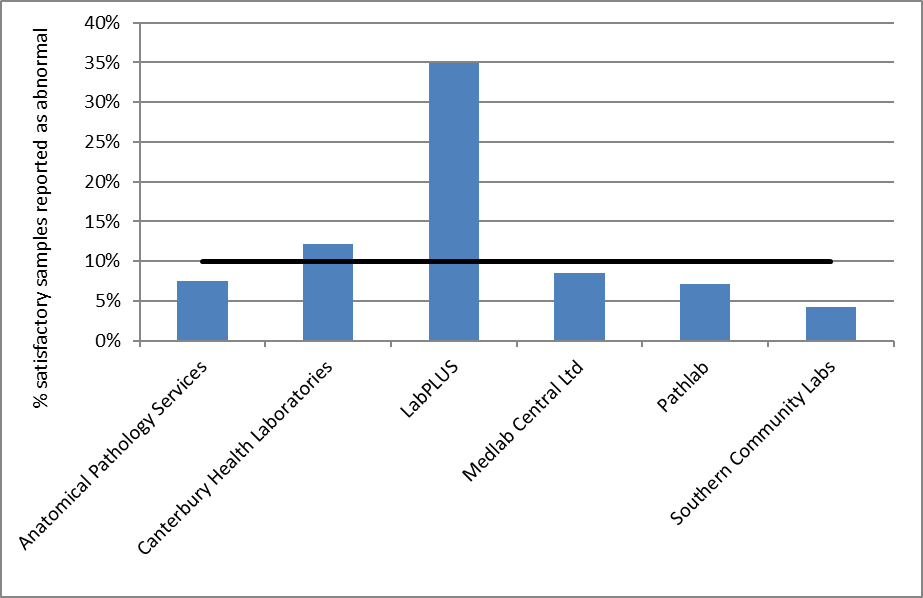 % satisfactory samples reported as abnormal
40%
35%
30%
25%
20%
15%
10%
5%
0%
Anatomical Pathology Services
Canterbury Health Laboratories
LabPLUS
Medlab Central Ltd
Pathlab
Southern Community Labs